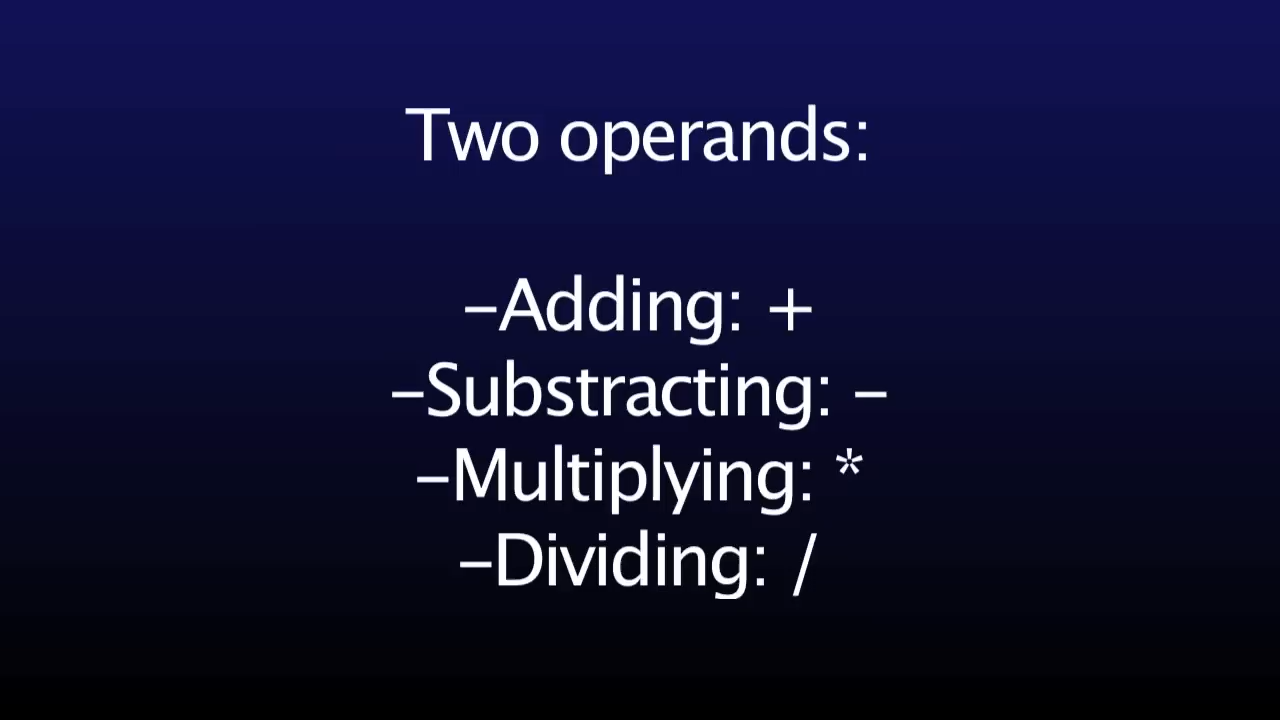 Two operands:
–Adding: +
–Substracting: –
–Multiplying: *
–Dividing: /